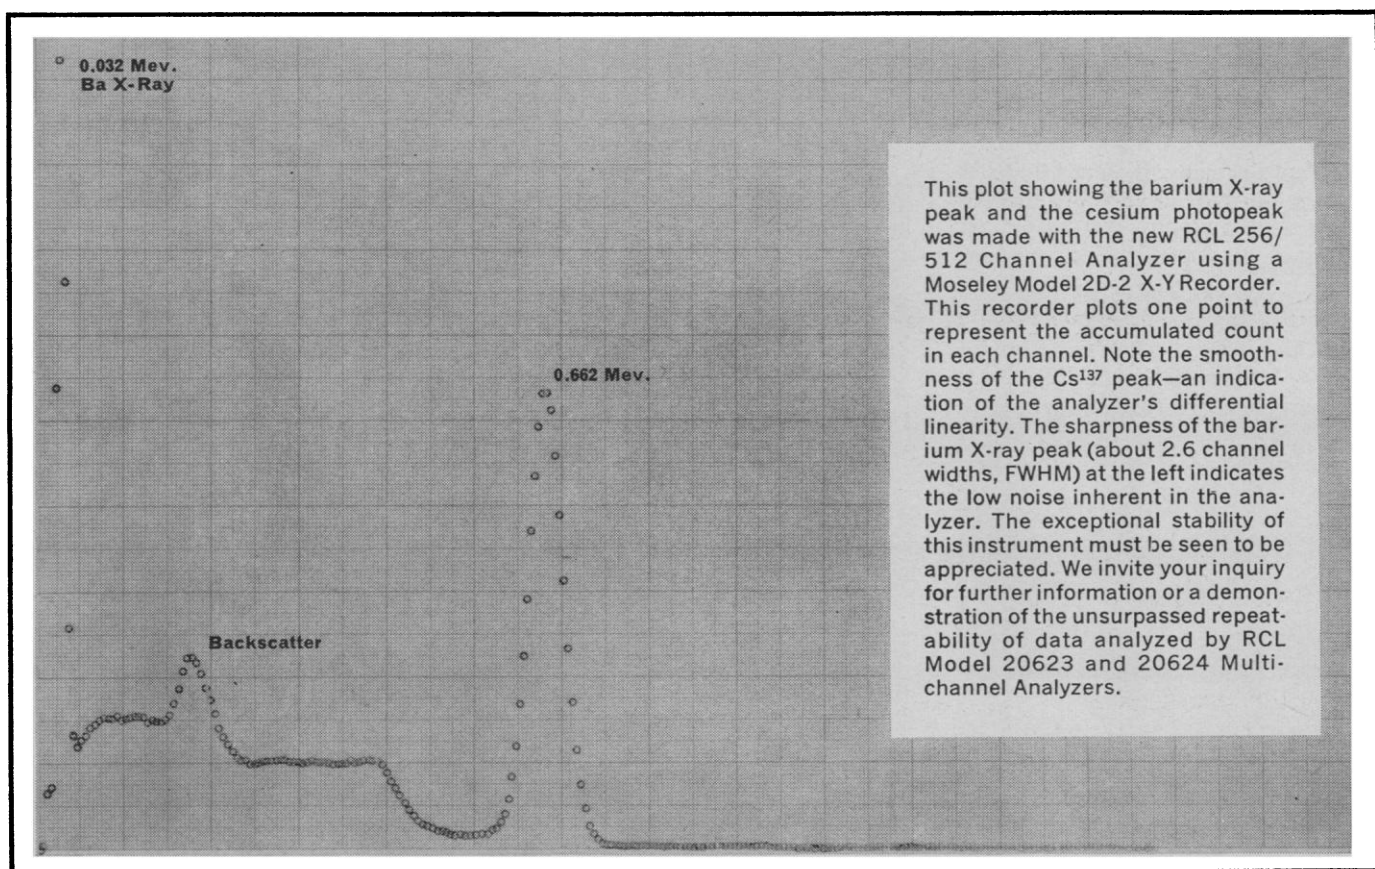 0.032 Mev.
Ba X-Ray
0.662 Mev.
Backscatter
This plot showing the barium X-ray
peak and the cesium photopeak
was made with the new RCL 256/
512 Channel Analyzer using a
Moseley Model 2D-2 X-Y Recorder.
This recorder plots one point to
represent the accumulated count
in each channel. Note the smooth-
ness of the Cs¹³⁷ peak—an indica-
tion of the analyzer's differential
linearity. The sharpness of the bar-
ium X-ray peak (about 2.6 channel
widths, FWHM) at the left indicates
the low noise inherent in the ana-
lyzer. The exceptional stability of
this instrument must be seen to be
appreciated. We invite your inquiry
for further information or a demon-
stration of the unsurpassed repeat-
ability of data analyzed by RCL
Model 20623 and 20624 Multi-
channel Analyzers.